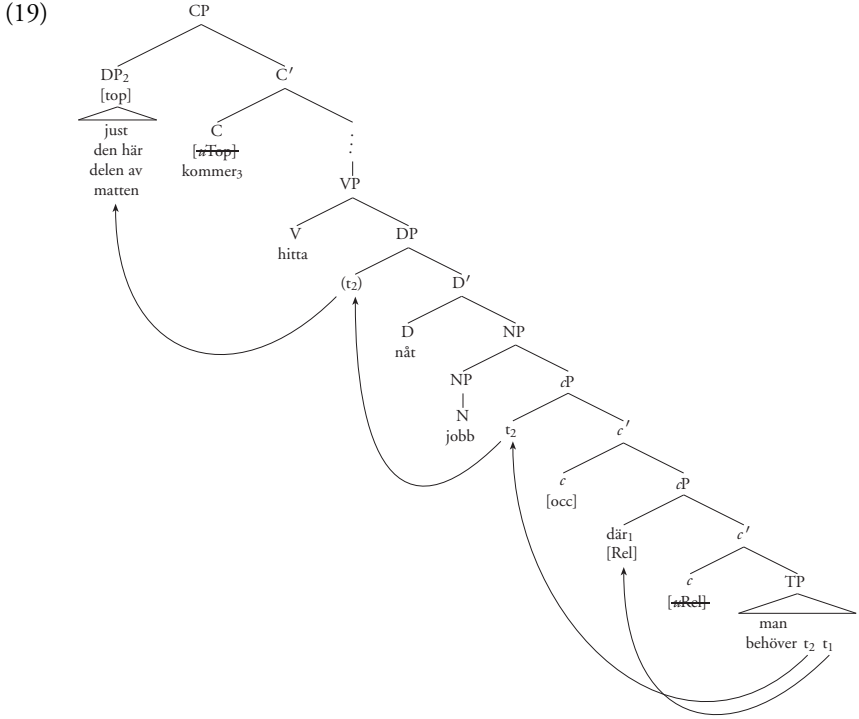 (19)
CP
DP₂
[top]
just
den här
delen av
matten
C′
C
[uTop]
kommer₃
⋮
VP
V
hitta
DP
(t₂)
D′
D
nåt
NP
NP
N
jobb
cP
t₂
c′
c
[occ]
cP
där₁
[Rel]
c′
c
[uRel]
TP
man
behöver t₂ t₁